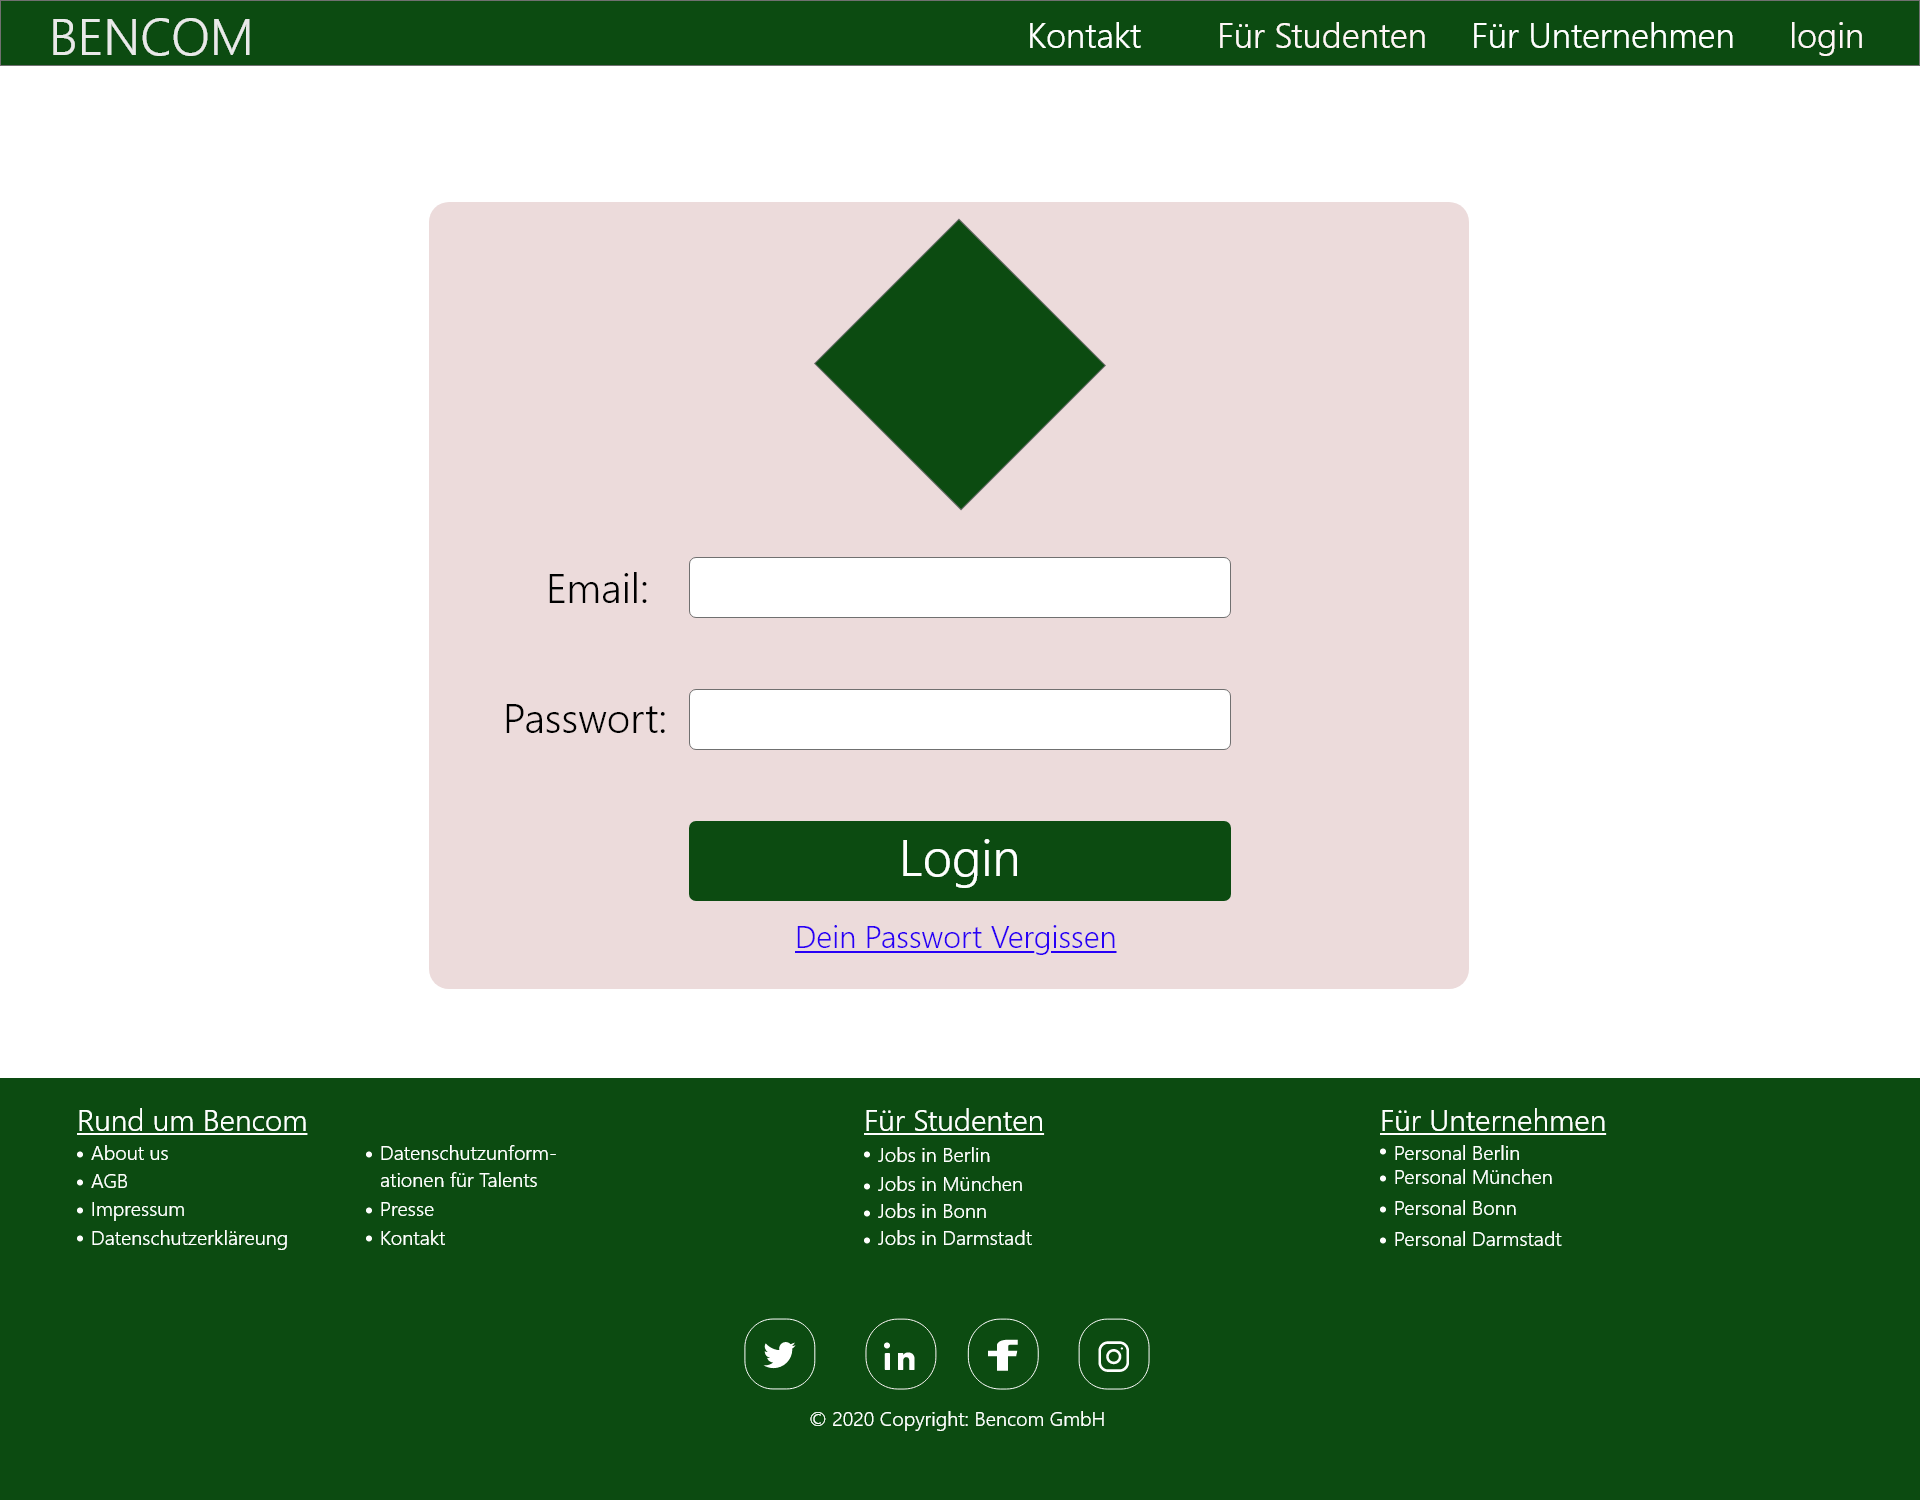 BENCOM
Kontakt
Für Studenten
Für Unternehmen
login
Email:
Passwort:
Login
Dein Passwort Vergissen
Rund um Bencom
• About us
• AGB
• Impressum
• Datenschutzerkläreung
• Datenschutzunform-
ationen für Talents
• Presse
• Kontakt
Für Studenten
• Jobs in Berlin
• Jobs in München
• Jobs in Bonn
• Jobs in Darmstadt
Für Unternehmen
• Personal Berlin
• Personal München
• Personal Bonn
• Personal Darmstadt
© 2020 Copyright: Bencom GmbH